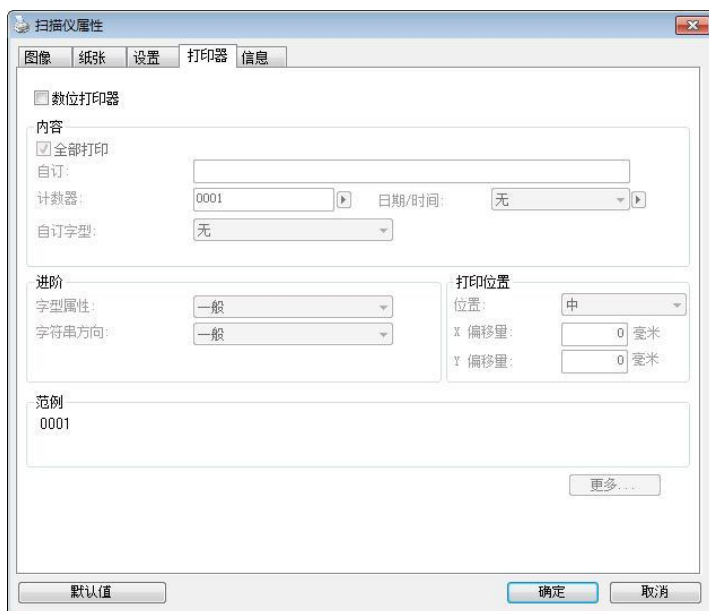 扫描仪属性
图像 纸张 设置 打印器 信息
数位打印器
内容
全部打印
自订:
计数器: 0001 日期/时间: 无
自订字型: 无
进阶
字型属性: 一般
字符串方向: 一般
打印位置
位置: 中
X 偏移量: 0 毫米
Y 偏移量: 0 毫米
范例
0001
更多...
默认值 确定 取消